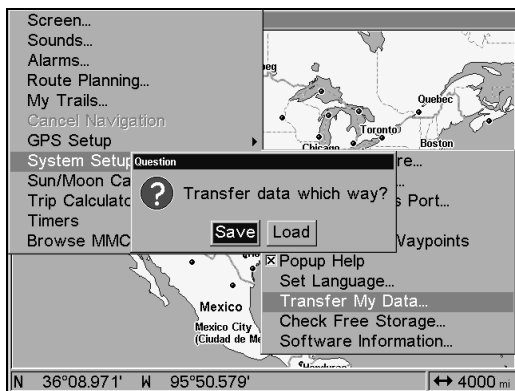 Screen...
Sounds...
Alarms...
Route Planning...
My Trails...
Cancel Navigation
GPS Setup
System Setup
Sun/Moon Ca
Trip Calculato
Timers
Browse MMC
Quebec
Toronto
Chicago
Boston
Question
Transfer data which way?
Save
Load
re...
s Port...
Waypoints
Popup Help
Set Language...
Transfer My Data...
Check Free Storage...
Software Information...
Mexico
Mexico City
(Ciudad de Me
N 36°08.971' W 95°50.579'
↔ 4000 mi